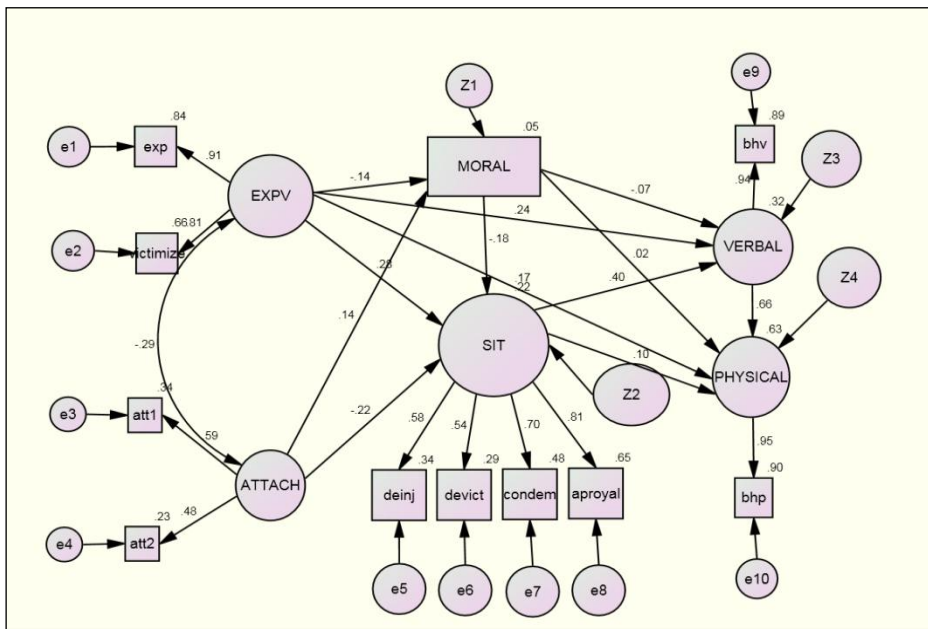 e9
Z1
.89
.84
.05
e1
exp
bhv
Z3
.91
MORAL
-.14
-.07
.94
.32
EXPV
.24
.66
.81
e2
victimize
-.18
VERBAL
.02
.28
.17
.22
.40
Z4
.14
.66
.63
SIT
-.29
.10
PHYSICAL
.34
Z2
e3
att1
-.22
.59
.58
.54
.70
.81
.95
ATTACH
.34
.29
.48
.65
.90
.23
.48
deinj
devict
condem
aproyal
bhp
e4
att2
e5
e6
e7
e8
e10